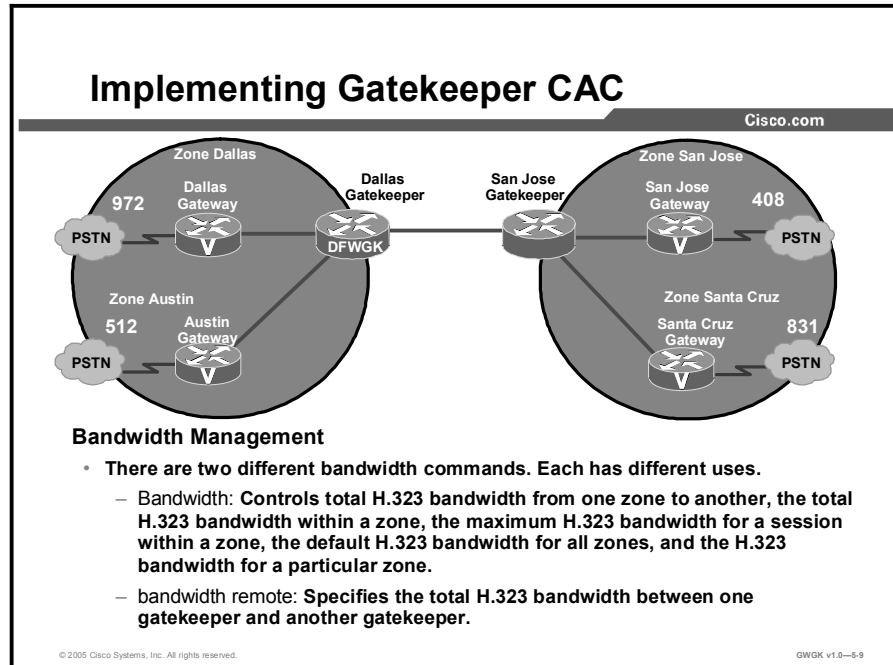 Implementing Gatekeeper CAC
Cisco.com
Zone Dallas
Dallas
Gateway
972
PSTN
Dallas
Gatekeeper
DFWGK
San Jose
Gatekeeper
Zone San Jose
San Jose
Gateway
408
PSTN
Zone Austin
512
Austin
Gateway
PSTN
Zone Santa Cruz
Santa Cruz
Gateway
831
PSTN
V
V
V
V
Bandwidth Management
• There are two different bandwidth commands. Each has different uses.
– Bandwidth: Controls total H.323 bandwidth from one zone to another, the total
H.323 bandwidth within a zone, the maximum H.323 bandwidth for a session
within a zone, the default H.323 bandwidth for all zones, and the H.323
bandwidth for a particular zone.
– bandwidth remote: Specifies the total H.323 bandwidth between one
gatekeeper and another gatekeeper.
© 2005 Cisco Systems, Inc. All rights reserved.
GWGK v1.0—5-9